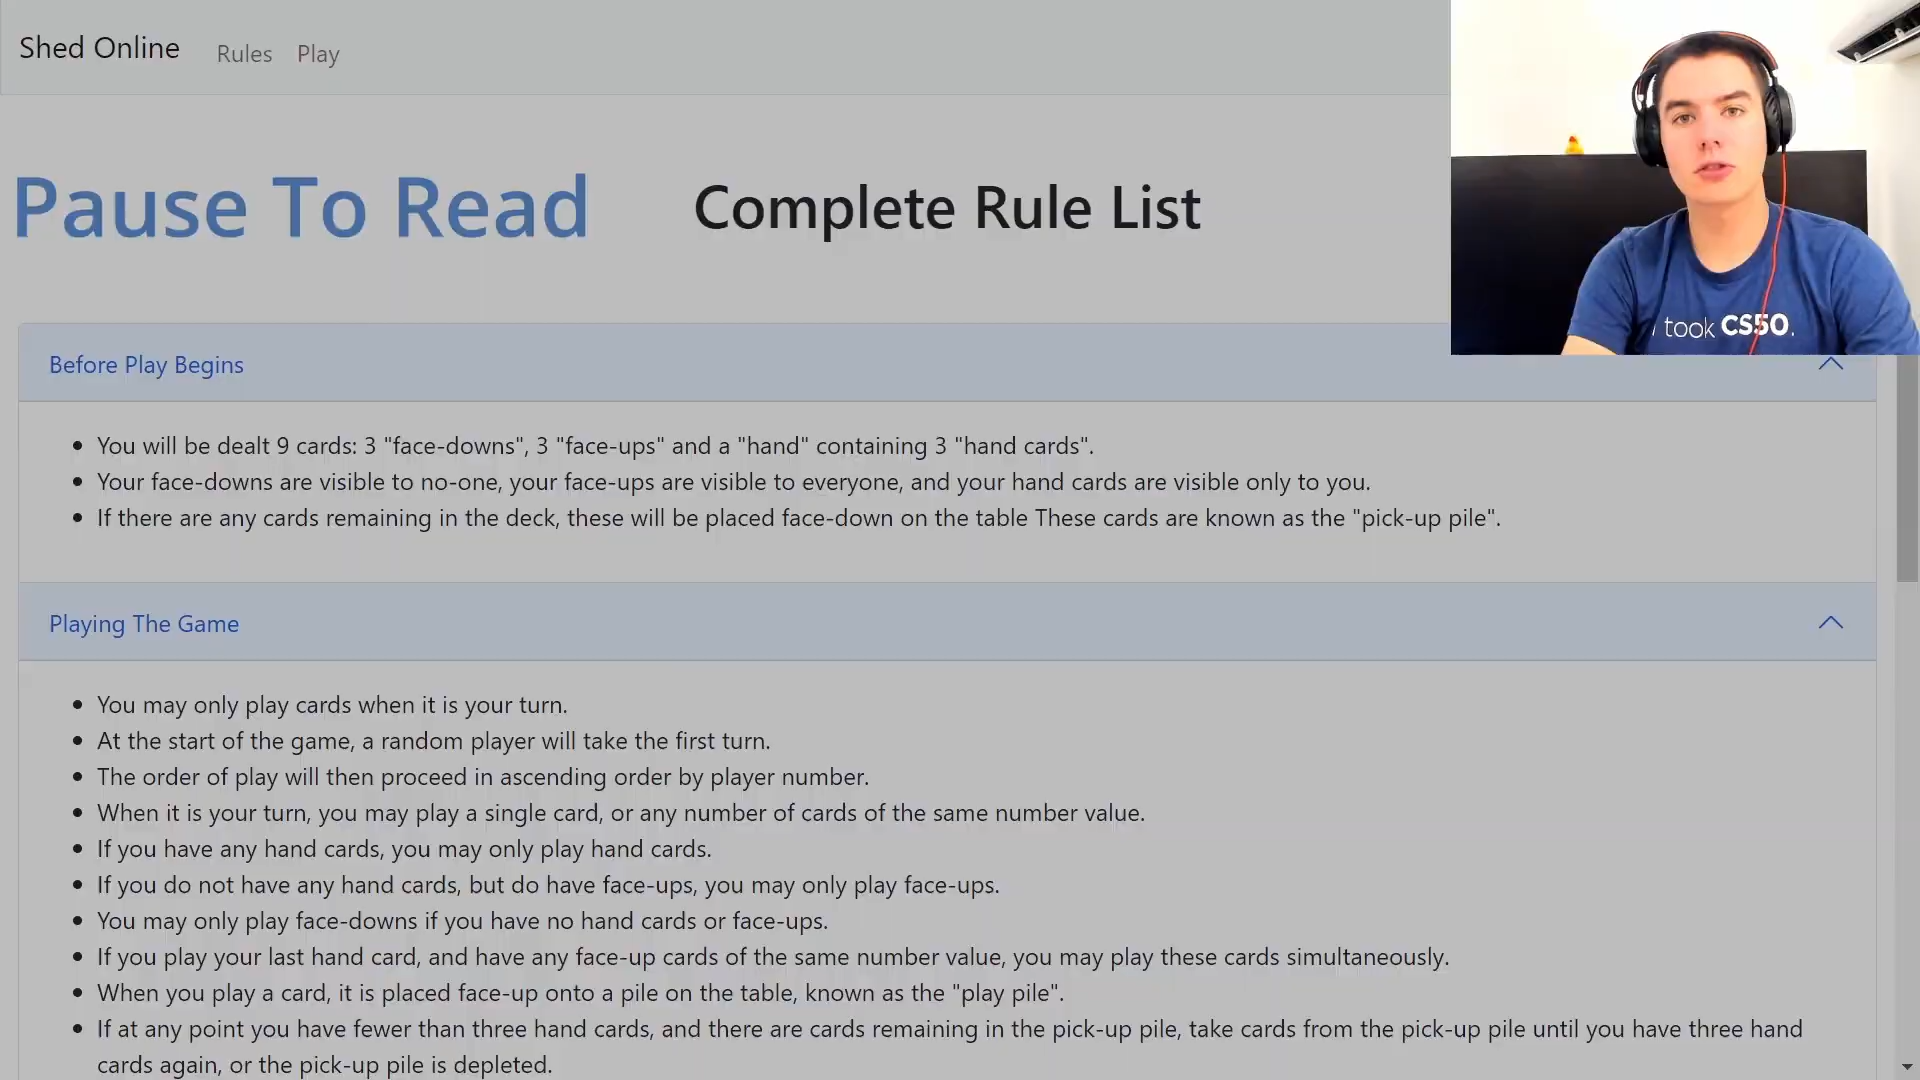 Shed Online Rules Play
Pause To Read Complete Rule List
took CS50.
Before Play Begins
You will be dealt 9 cards: 3 "face-downs", 3 "face-ups" and a "hand" containing 3 "hand cards".
Your face-downs are visible to no-one, your face-ups are visible to everyone, and your hand cards are visible only to you.
If there are any cards remaining in the deck, these will be placed face-down on the table These cards are known as the "pick-up pile".
Playing The Game
You may only play cards when it is your turn.
At the start of the game, a random player will take the first turn.
The order of play will then proceed in ascending order by player number.
When it is your turn, you may play a single card, or any number of cards of the same number value.
If you have any hand cards, you may only play hand cards.
If you do not have any hand cards, but do have face-ups, you may only play face-ups.
You may only play face-downs if you have no hand cards or face-ups.
If you play your last hand card, and have any face-up cards of the same number value, you may play these cards simultaneously.
When you play a card, it is placed face-up onto a pile on the table, known as the "play pile".
If at any point you have fewer than three hand cards, and there are cards remaining in the pick-up pile, take cards from the pick-up pile until you have three hand
cards again, or the pick-up pile is depleted.